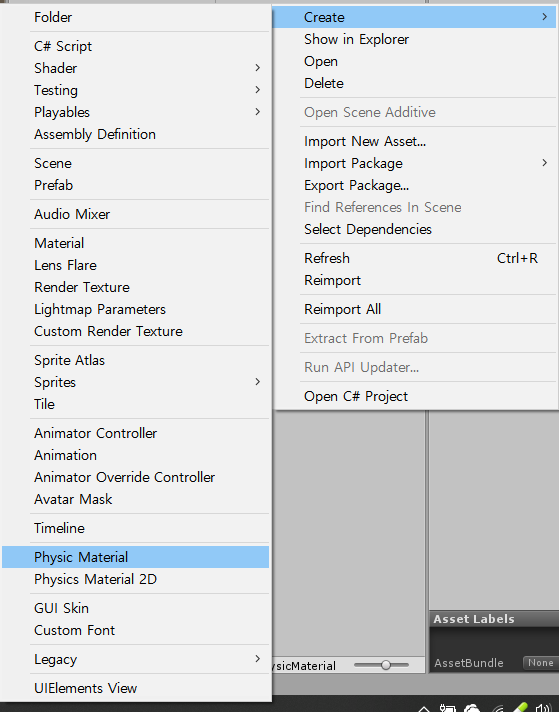 Folder
C# Script
Shader
Testing
Playables
Assembly Definition
Scene
Prefab
Audio Mixer
Material
Lens Flare
Render Texture
Lightmap Parameters
Custom Render Texture
Sprite Atlas
Sprites
Tile
Animator Controller
Animation
Animator Override Controller
Avatar Mask
Timeline
Physic Material
Physics Material 2D
GUI Skin
Custom Font
Legacy
UIElements View
Create
Show in Explorer
Open
Delete
Open Scene Additive
Import New Asset...
Import Package
Export Package...
Find References In Scene
Select Dependencies
Refresh Ctrl+R
Reimport
Reimport All
Extract From Prefab
Run API Updater...
Open C# Project
ysicMaterial
Asset Labels
AssetBundle None